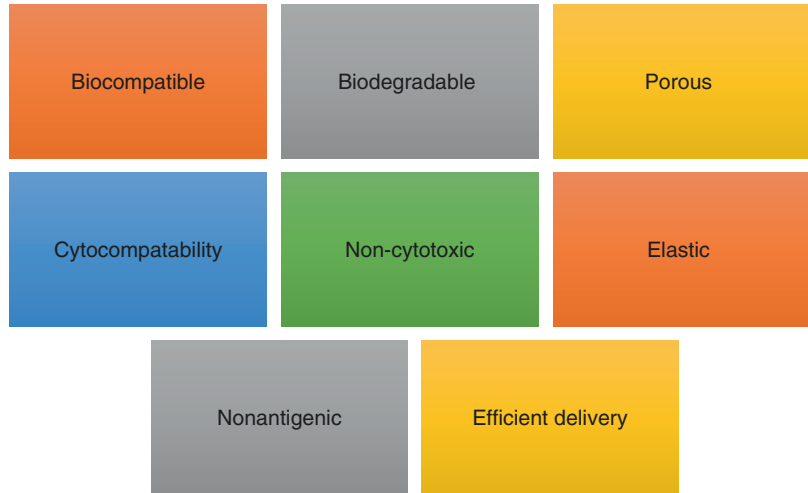 Biocompatible
Biodegradable
Porous
Cytocompatability
Non-cytotoxic
Elastic
Nonantigenic
Efficient delivery